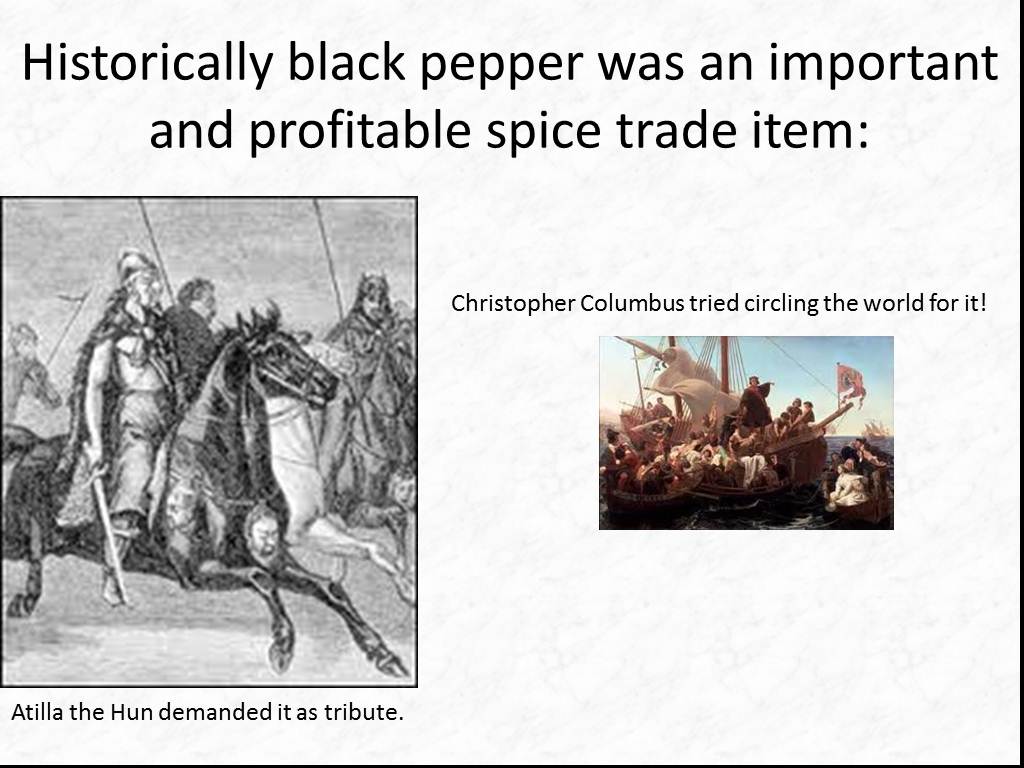 Historically black pepper was an important
and profitable spice trade item:
Christopher Columbus tried circling the world for it!
Atilla the Hun demanded it as tribute.